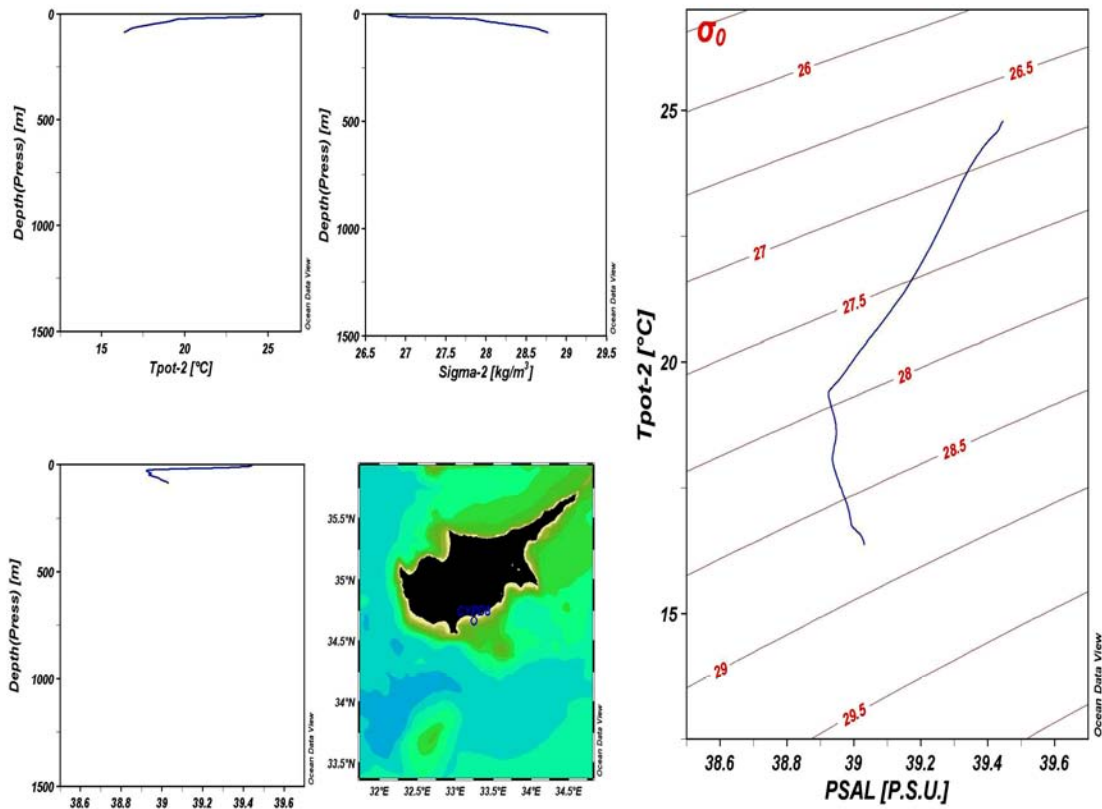 0
500
1000
1500
Depth(Press) [m]
15
20
25
Tpot-2 [°C]
Ocean Data View
0
500
1000
1500
Depth(Press) [m]
26.5
27
27.5
28
28.5
29
29.5
Sigma-2 [kg/m³]
Ocean Data View
0
500
1000
1500
Depth(Press) [m]
38.6
38.8
39
39.2
39.4
39.6
Ocean Data View
35.5°N
35°N
34.5°N
34°N
33.5°N
32°E
32.5°E
33°E
33.5°E
34°E
34.5°E
Ocean Data View
σ₀
26
26.5
27
27.5
28
28.5
29
29.5
25
20
15
Tpot-2 [°C]
38.6
38.8
39
39.2
39.4
39.6
PSAL [P.S.U.]
Ocean Data View